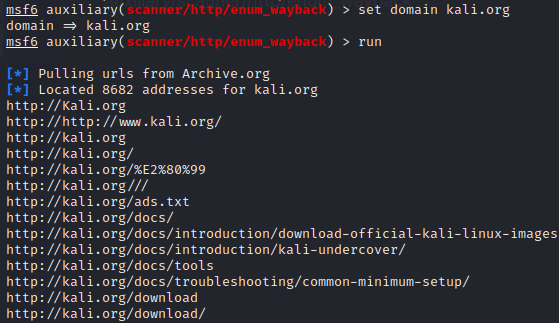 msf6 auxiliary(scanner/http/enum_wayback) > set domain kali.org
domain => kali.org
msf6 auxiliary(scanner/http/enum_wayback) > run
[*] Pulling urls from Archive.org
[*] Located 8682 addresses for kali.org
http://Kali.org
http://http://www.kali.org/
http://kali.org
http://kali.org/
http://kali.org/%E2%80%99
http://kali.org///
http://kali.org/ads.txt
http://kali.org/docs/
http://kali.org/docs/introduction/download-official-kali-linux-images
http://kali.org/docs/introduction/kali-undercover/
http://kali.org/docs/tools
http://kali.org/docs/troubleshooting/common-minimum-setup/
http://kali.org/download
http://kali.org/download/